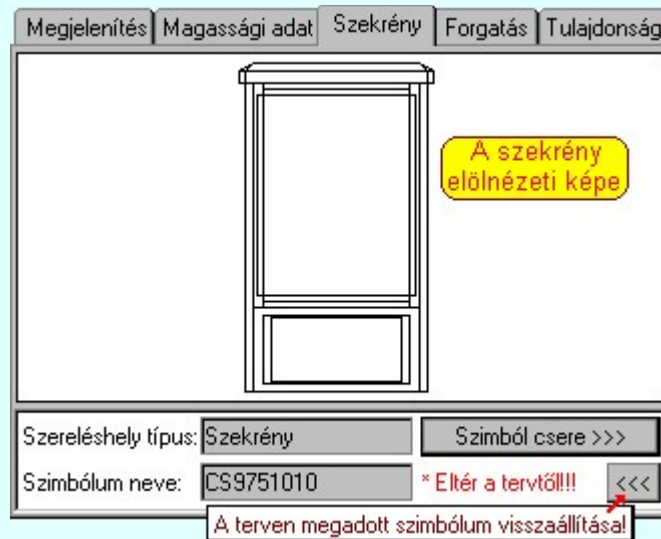 Megjelenítés Magassági adat Szekrény Forgatás Tulajdonság
A szekrény
elölnézeti képe
Szereléshely típus: Szekrény Szimból csere >>>
Szimbólum neve: CS9751010 * Eltér a tervtől!!! <<<
A terven megadott szimbólum visszaállítása!